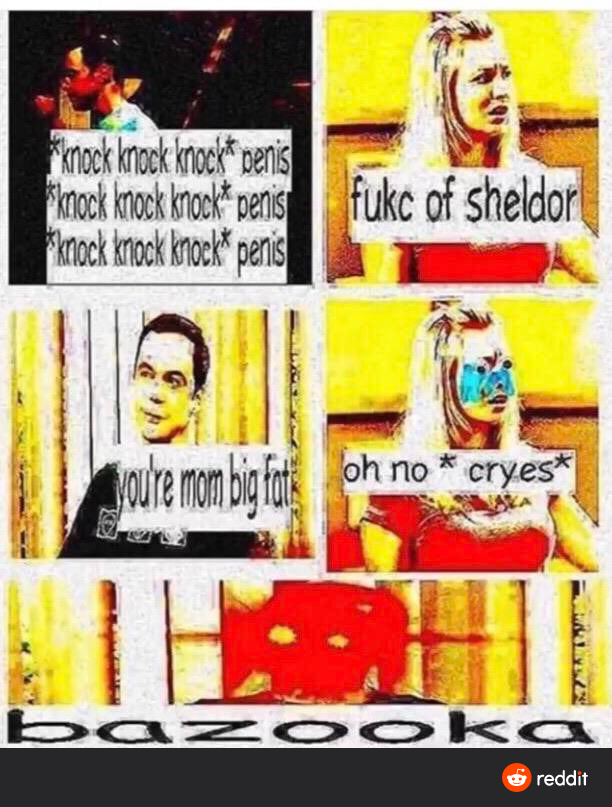 *knock knock knock* penis
*knock knock knock* penis
*knock knock knock* penis
fukc of sheldor
you're mom big fat
oh no * cryes*
bazooka
reddit